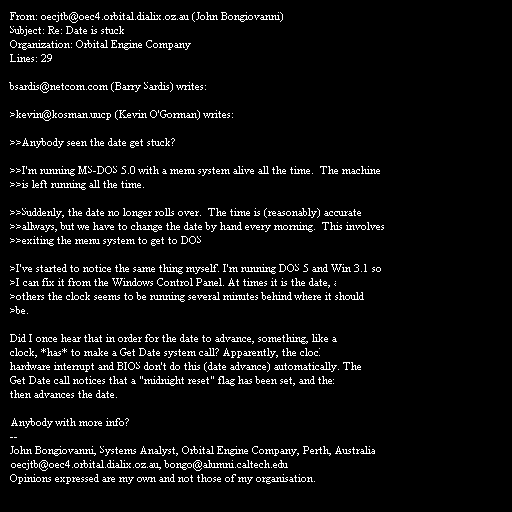 From: oecjtb@oec4.orbital.dialix.oz.au (John Bongiovanni)
Subject: Re: Date is stuck
Organization: Orbital Engine Company
Lines: 29
bsardis@netcom.com (Barry Sardis) writes:
>kevin@kosman.uucp (Kevin O'Gorman) writes:
>>Anybody seen the date get stuck?
>>I'm running MS-DOS 5.0 with a menu system alive all the time.  The machine
>>is left running all the time.
>>Suddenly, the date no longer rolls over.  The time is (reasonably) accurate
>>allways, but we have to change the date by hand every morning.  This involves
>>exiting the menu system to get to DOS
>I've started to notice the same thing myself. I'm running DOS 5 and Win 3.1 so
>I can fix it from the Windows Control Panel. At times it is the date,
>others the clock seems to be running several minutes behind where it should
>be.
Did I once hear that in order for the date to advance, something, like a
clock, *has* to make a Get Date system call? Apparently, the
hardware interrupt and BIOS don't do this (date advance) automatically. The
Get Date call notices that a "midnight reset" flag has been set, and
then advances the date.
Anybody with more info?
--
John Bongiovanni, Systems Analyst, Orbital Engine Company, Perth, Australia
oecjtb@oec4.orbital.dialix.oz.au, bongo@alumni.caltech.edu
Opinions expressed are my own and not those of my organisation.